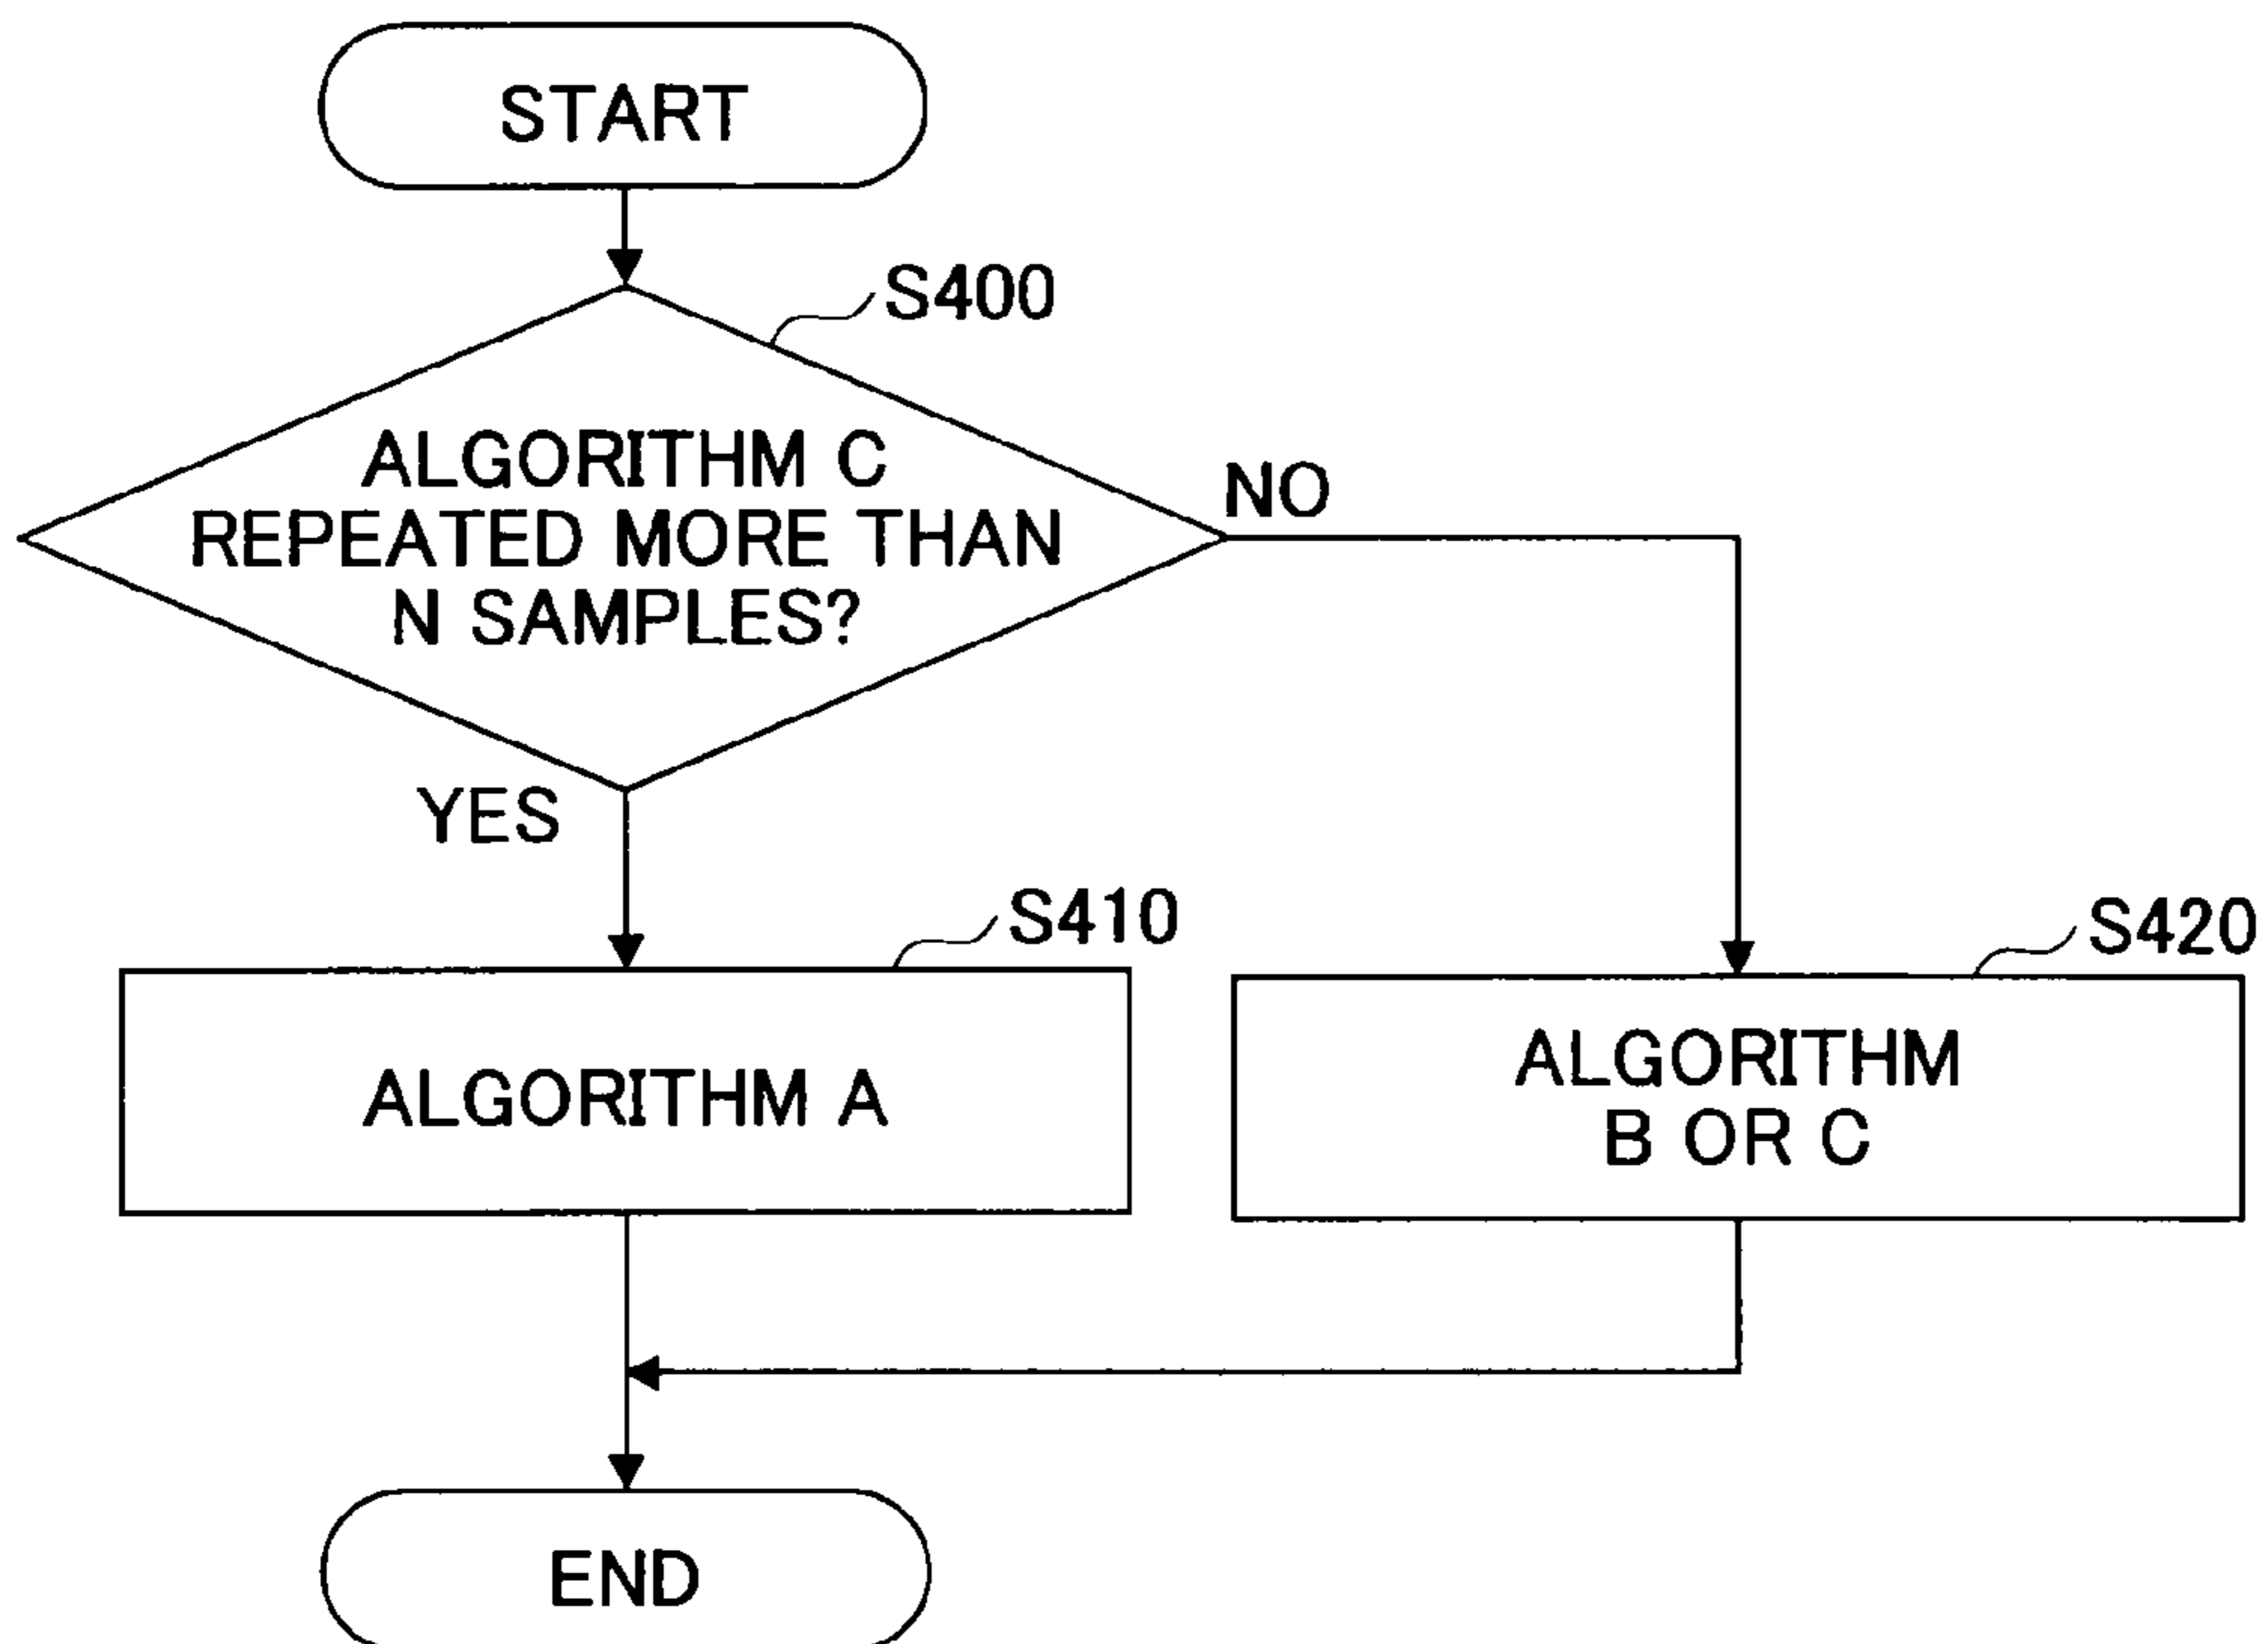 START
S400
ALGORITHM C
REPEATED MORE THAN
N SAMPLES?
NO
YES
S410
ALGORITHM A
S420
ALGORITHM
B OR C
END